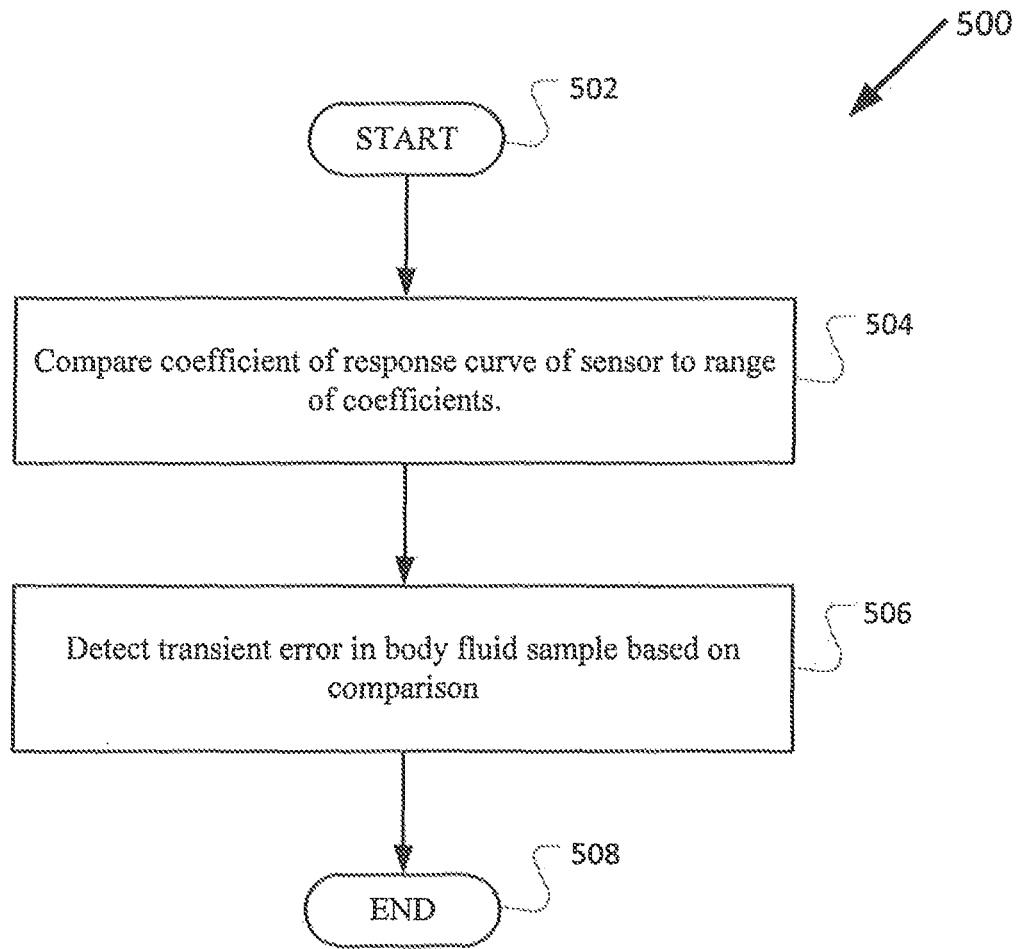 500
502
START
504
Compare coefficient of response curve of sensor to range
of coefficients.
506
Detect transient error in body fluid sample based on
comparison
508
END